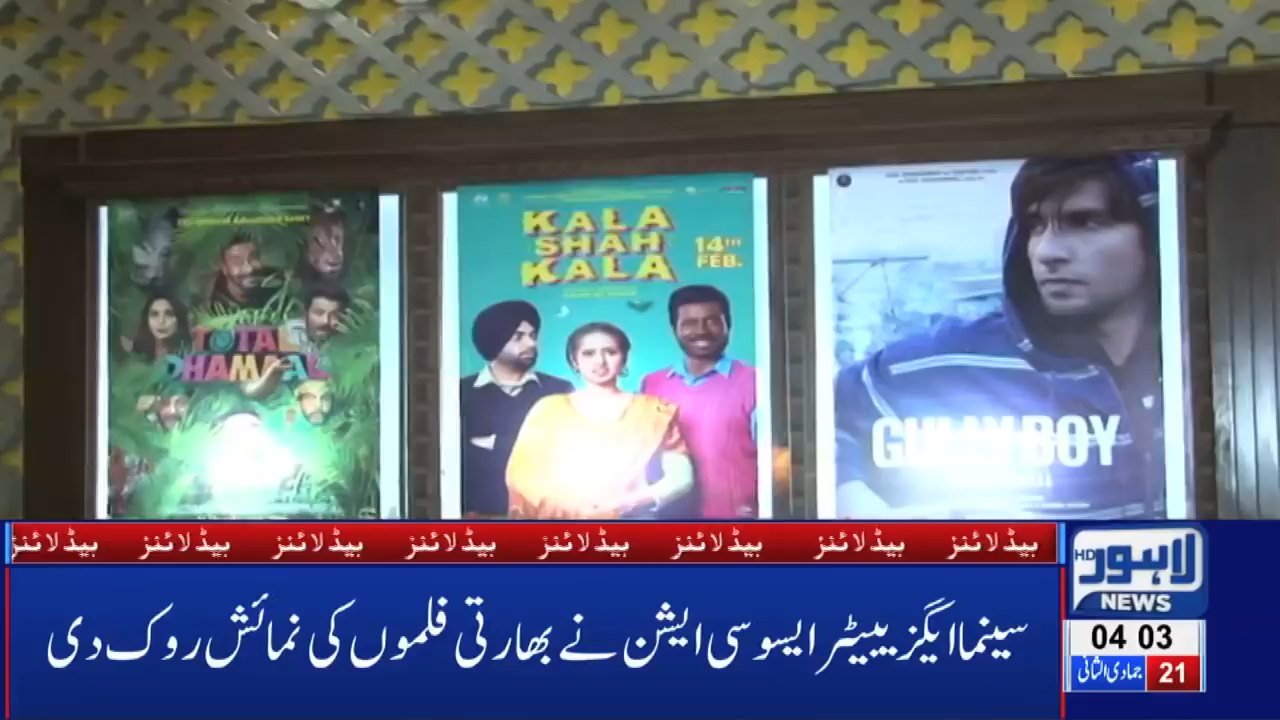 TOTAL
DHAMAAL
KALA
SHAH
KALA
14TH
FEB.
GULLY BOY
ہیڈلائنز ہیڈلائنز ہیڈلائنز ہیڈلائنز ہیڈلائنز ہیڈلائنز ہیڈلائنز ہیڈلائنز
سینما ایگزیبیٹر ایسوسی ایشن نے بھارتی فلموں کی نمائش روک دی
HD لاہور
NEWS
04 03
21 جمادی الثانی